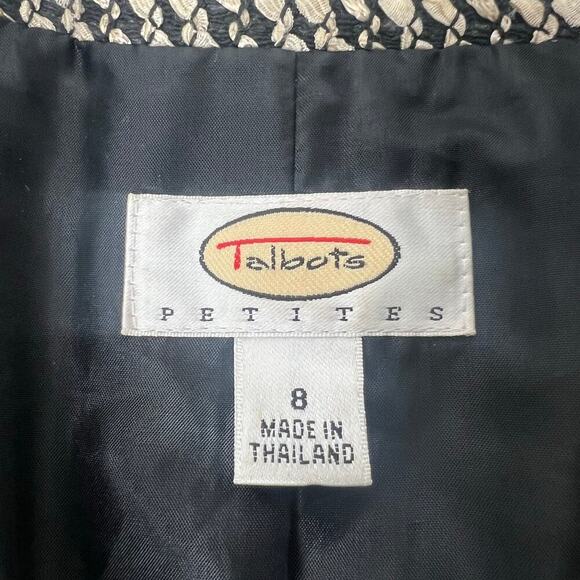 Talbots
PETITES
8
MADE IN
THAILAND